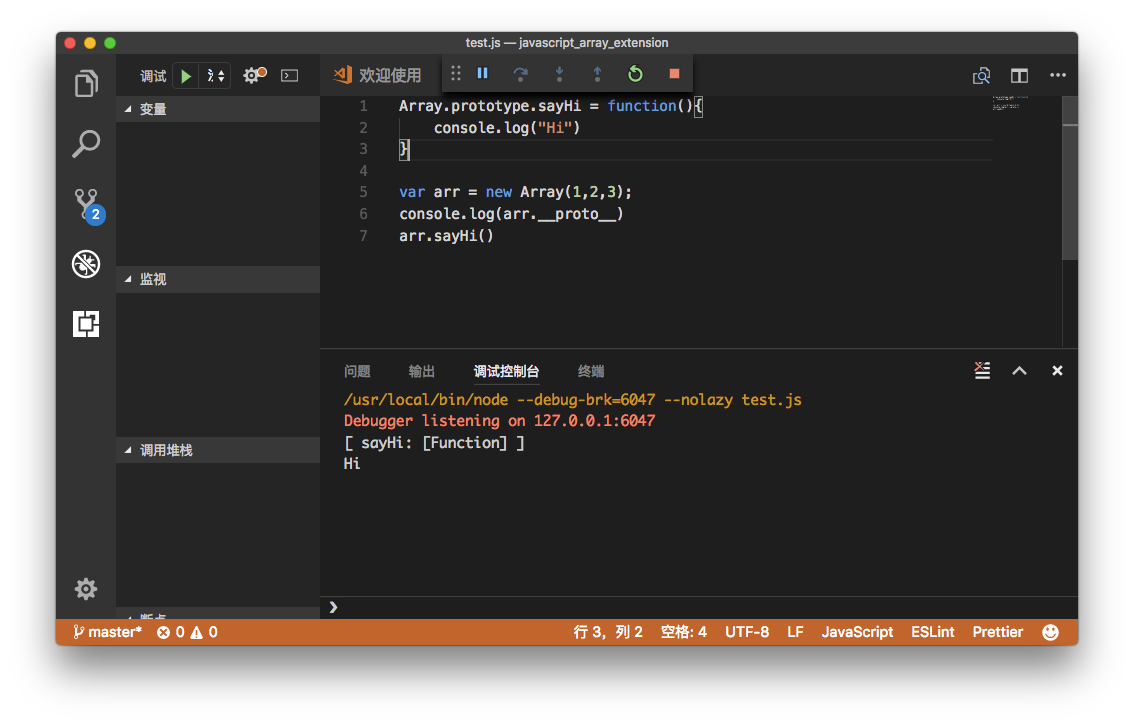 test.js — javascript_array_extension
调试
欢迎使用
变量
监视
调用堆栈
断点
1 Array.prototype.sayHi = function(){
2 console.log("Hi")
3 }
4
5 var arr = new Array(1,2,3);
6 console.log(arr.__proto__)
7 arr.sayHi()
问题 输出 调试控制台 终端
/usr/local/bin/node --debug-brk=6047 --nolazy test.js
Debugger listening on 127.0.0.1:6047
[ sayHi: [Function] ]
Hi
❯
2
master* 0 0 行 3，列 2 空格: 4 UTF-8 LF JavaScript ESLint Prettier